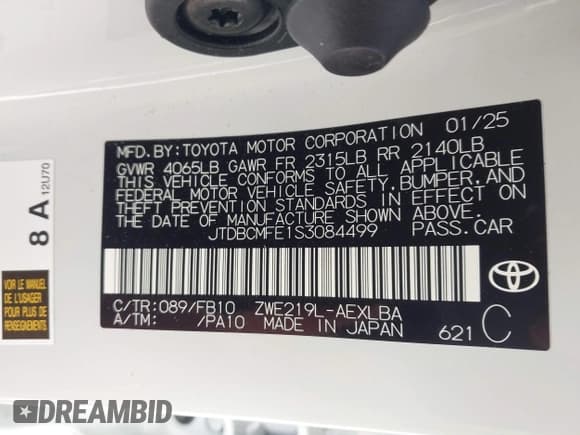 MFD. BY: TOYOTA MOTOR CORPORATION 01/25
GVWR 4065LB GAWR FR 2315LB RR 2140LB
THIS VEHICLE CONFORMS TO ALL APPLICABLE
FEDERAL MOTOR VEHICLE SAFETY, BUMPER, AND
THEFT PREVENTION STANDARDS IN EFFECT ON
THE DATE OF MANUFACTURE SHOWN ABOVE.
JTDBCMFE1S3084499 PASS.CAR
C/TR: 089/FB10 ZWE219L-AEXLBA
A/TM: /PA10 MADE IN JAPAN 621 C
8 A 12U70
VOIR LE MANUEL
DE L'USAGER
POUR PLUS DE
RENSEIGNEMENTS
DREAMBID